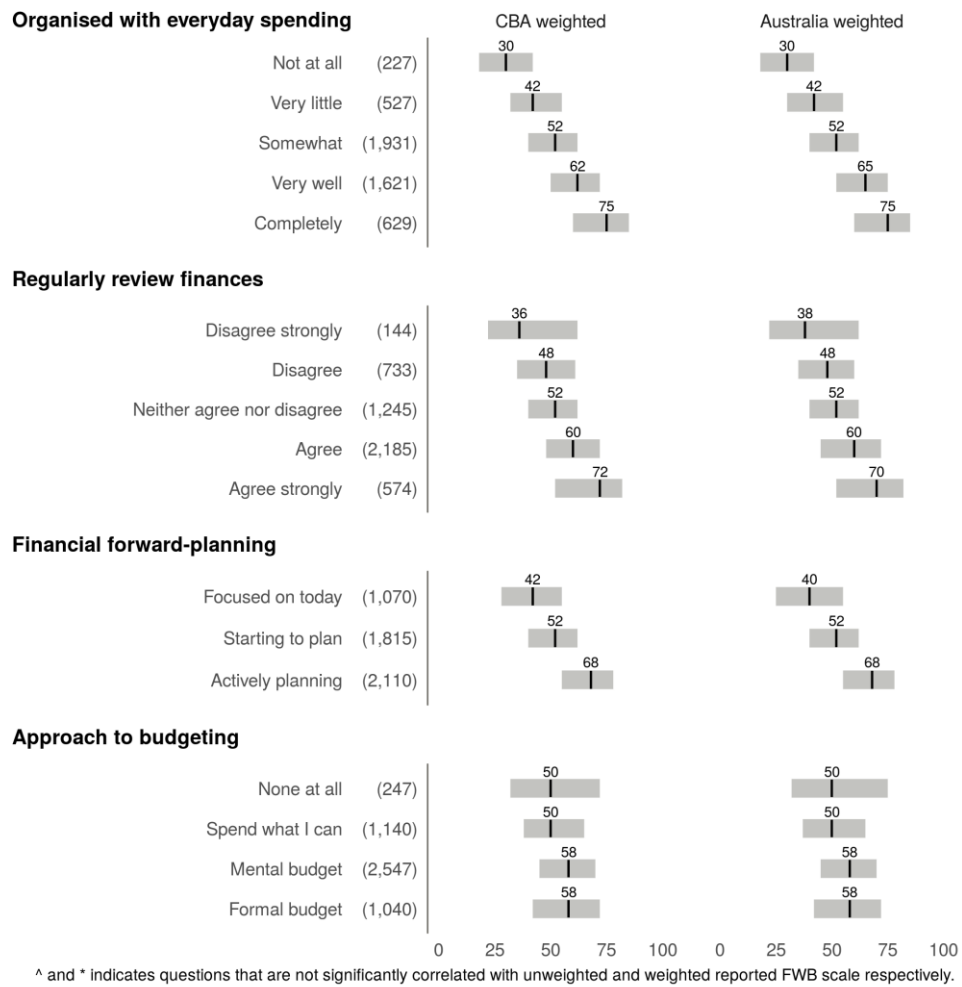 Organised with everyday spending CBA weighted Australia weighted
30 30
Not at all (227)
42 42
Very little (527)
52 52
Somewhat (1,931)
62 65
Very well (1,621)
75 75
Completely (629)
Regularly review finances
36 38
Disagree strongly (144)
48 48
Disagree (733)
52 52
Neither agree nor disagree (1,245)
60 60
Agree (2,185)
72 70
Agree strongly (574)
Financial forward-planning
42 40
Focused on today (1,070)
52 52
Starting to plan (1,815)
68 68
Actively planning (2,110)
Approach to budgeting
50 50
None at all (247)
50 50
Spend what I can (1,140)
58 58
Mental budget (2,547)
58 58
Formal budget (1,040)
0 25 50 75 100 0 25 50 75 100
^ and * indicates questions that are not significantly correlated with unweighted and weighted reported FWB scale respectively.